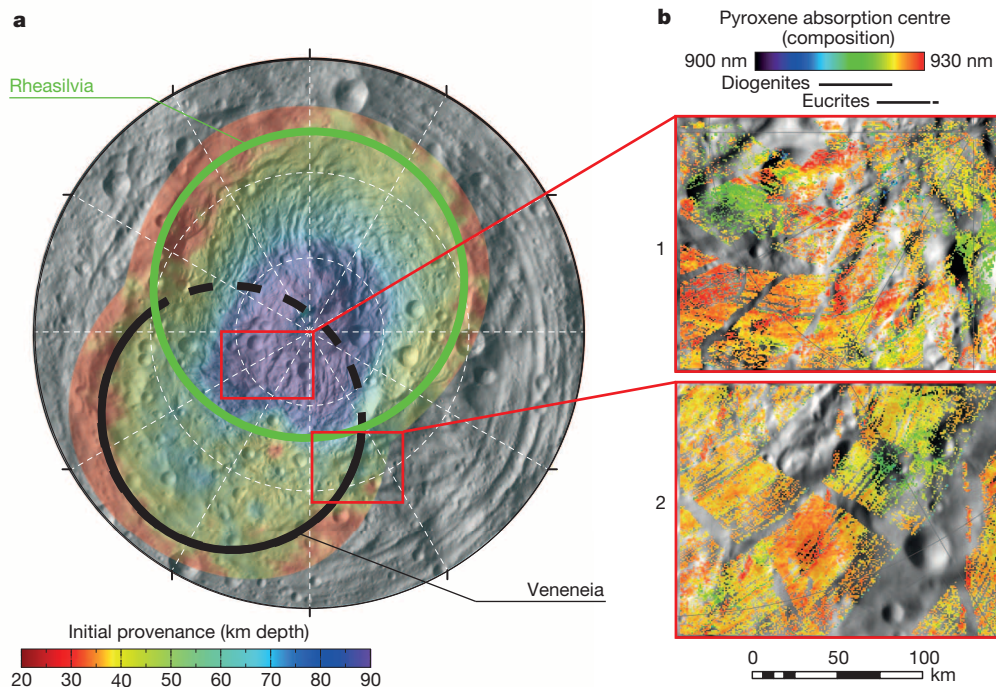 a
Rheasilvia
Veneneia
Initial provenance (km depth)
20 30 40 50 60 70 80 90
b
Pyroxene absorption centre
(composition)
900 nm 930 nm
Diogenites
Eucrites
1
2
0 50 100
km